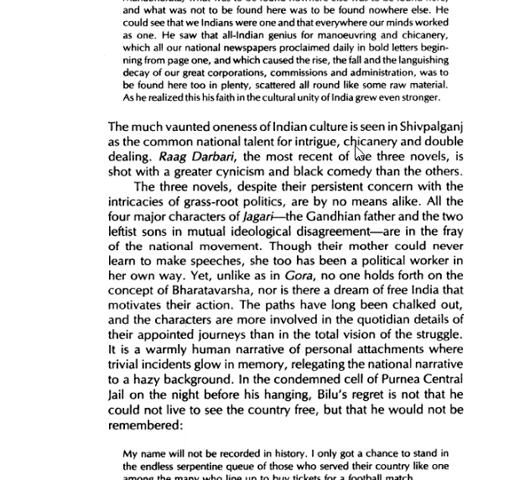 and what was not to be found here was to be found nowhere else. He
could see that we Indians were one and that everywhere our minds worked
as one. He saw that all-Indian genius for manoeuvring and chicanery,
which all our national newspapers proclaimed daily in bold letters begin-
ning from page one, and which caused the rise, the fall and the languishing
decay of our great corporations, commissions and administration, was to
be found here too in plenty, scattered all round like some raw material.
As he realized this his faith in the cultural unity of India grew even stronger.
The much vaunted oneness of Indian culture is seen in Shivpalganj
as the common national talent for intrigue, chicanery and double
dealing. Raag Darbari, the most recent of the three novels, is
shot with a greater cynicism and black comedy than the others.
The three novels, despite their persistent concern with the
intricacies of grass-root politics, are by no means alike. All the
four major characters of Jagari—the Gandhian father and the two
leftist sons in mutual ideological disagreement—are in the fray
of the national movement. Though their mother could never
learn to make speeches, she too has been a political worker in
her own way. Yet, unlike as in Gora, no one holds forth on the
concept of Bharatavarsha, nor is there a dream of free India that
motivates their action. The paths have long been chalked out,
and the characters are more involved in the quotidian details of
their appointed journeys than in the total vision of the struggle.
It is a warmly human narrative of personal attachments where
trivial incidents glow in memory, relegating the national narrative
to a hazy background. In the condemned cell of Purnea Central
Jail on the night before his hanging, Bilu's regret is not that he
could not live to see the country free, but that he would not be
remembered:
My name will not be recorded in history. I only got a chance to stand in
the endless serpentine queue of those who served their country like one
among the many who line up to buy tickets for a football match